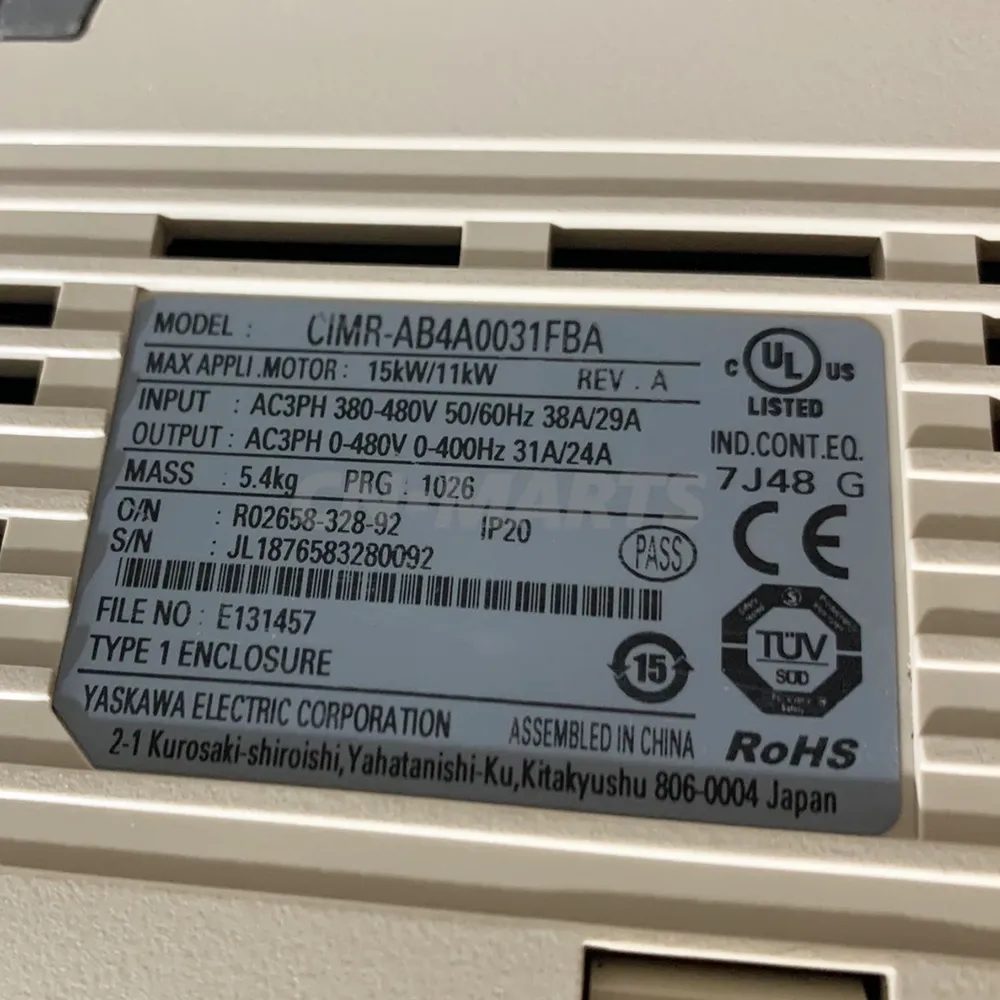 MODEL : CIMR-AB4A0031FBA
MAX APPLI.MOTOR : 15kW/11kW REV . A
INPUT : AC3PH 380-480V 50/60Hz 38A/29A
OUTPUT : AC3PH 0-480V 0-400Hz 31A/24A
MASS : 5.4kg PRG : 1026
O/N : R02658-328-92 IP20
S/N : JL1876583280092
PASS
FILE NO : E131457
TYPE 1 ENCLOSURE
15
YASKAWA ELECTRIC CORPORATION ASSEMBLED IN CHINA
2-1 Kurosaki-shiroishi,Yahatanishi-Ku,Kitakyushu 806-0004 Japan
C UL US
LISTED
IND.CONT.EQ.
7J48 G
CE
TÜV
SÜD
RoHS